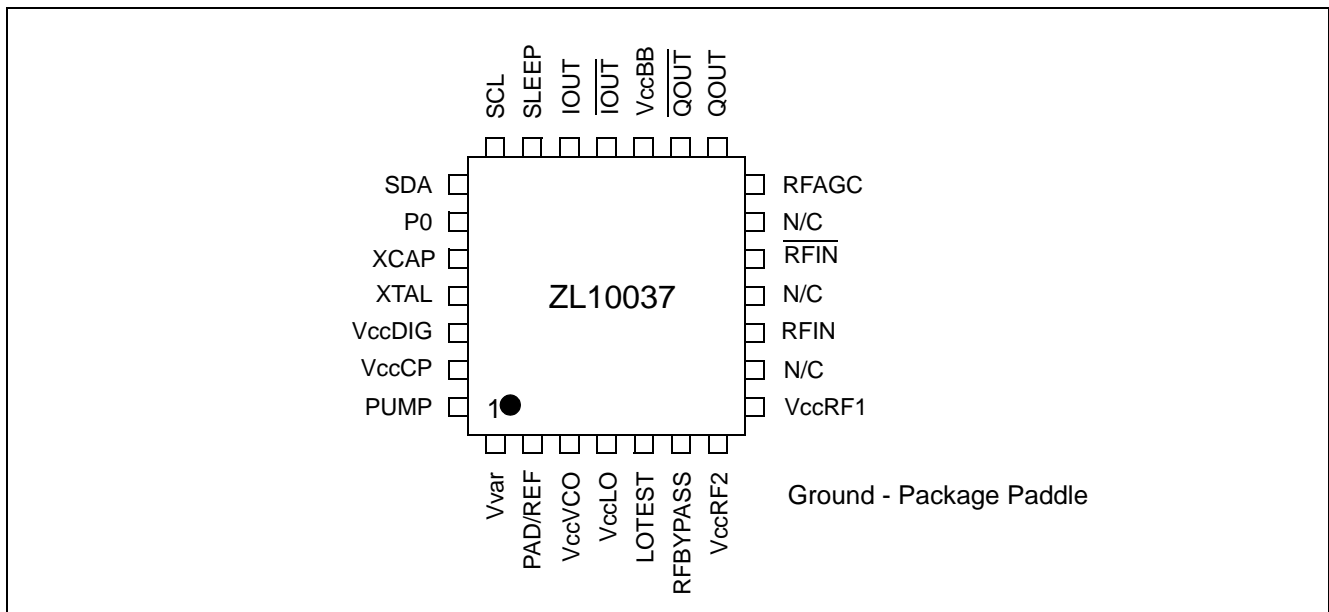 SCL
SLEEP
IOUT
IOUT
VccBB
QOUT
QOUT
SDA
P0
XCAP
XTAL
VccDIG
VccCP
PUMP
ZL10037
1
RFAGC
N/C
RFIN
N/C
RFIN
N/C
VccRF1
Vvar
PAD/REF
VccVCO
VccLO
LOTEST
RFBYPASS
VccRF2
Ground - Package Paddle